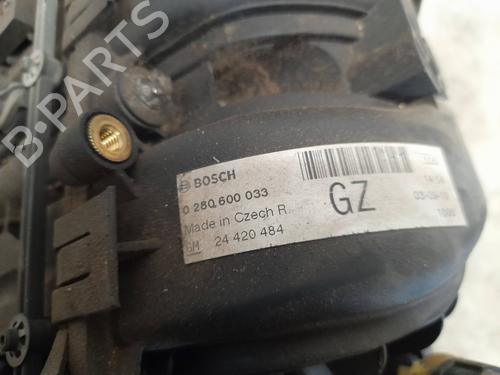 B-PARTS
BOSCH
0 280 600 033
Made in Czech R.
GM 24 420 484
GZ